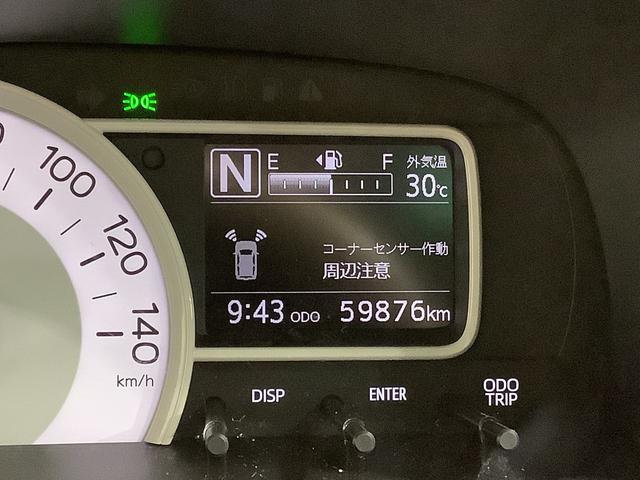 100
120
140
km/h
N
E F 外気温
30℃
コーナーセンサー作動
周辺注意
9:43 ODO 59876km
DISP
ENTER
ODO
TRIP